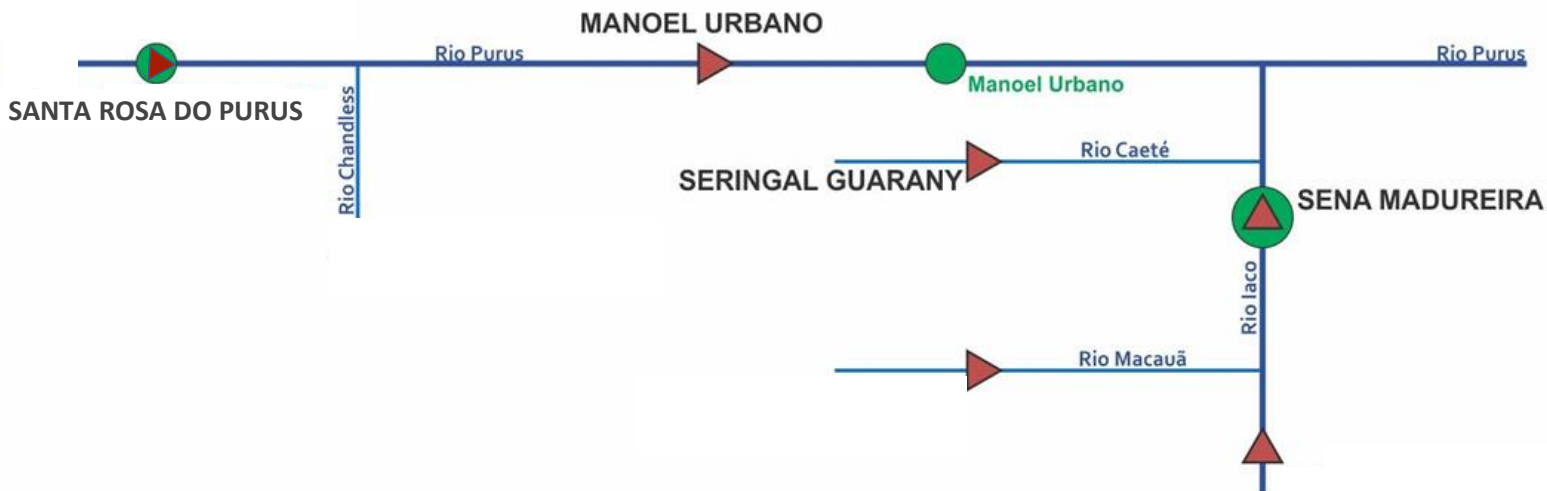 MANOEL URBANO
Rio Purus
Rio Purus
Manoel Urbano
SANTA ROSA DO PURUS
Rio Chandless
Rio Caeté
SERINGAL GUARANY
SENA MADUREIRA
Rio Iaco
Rio Macauã